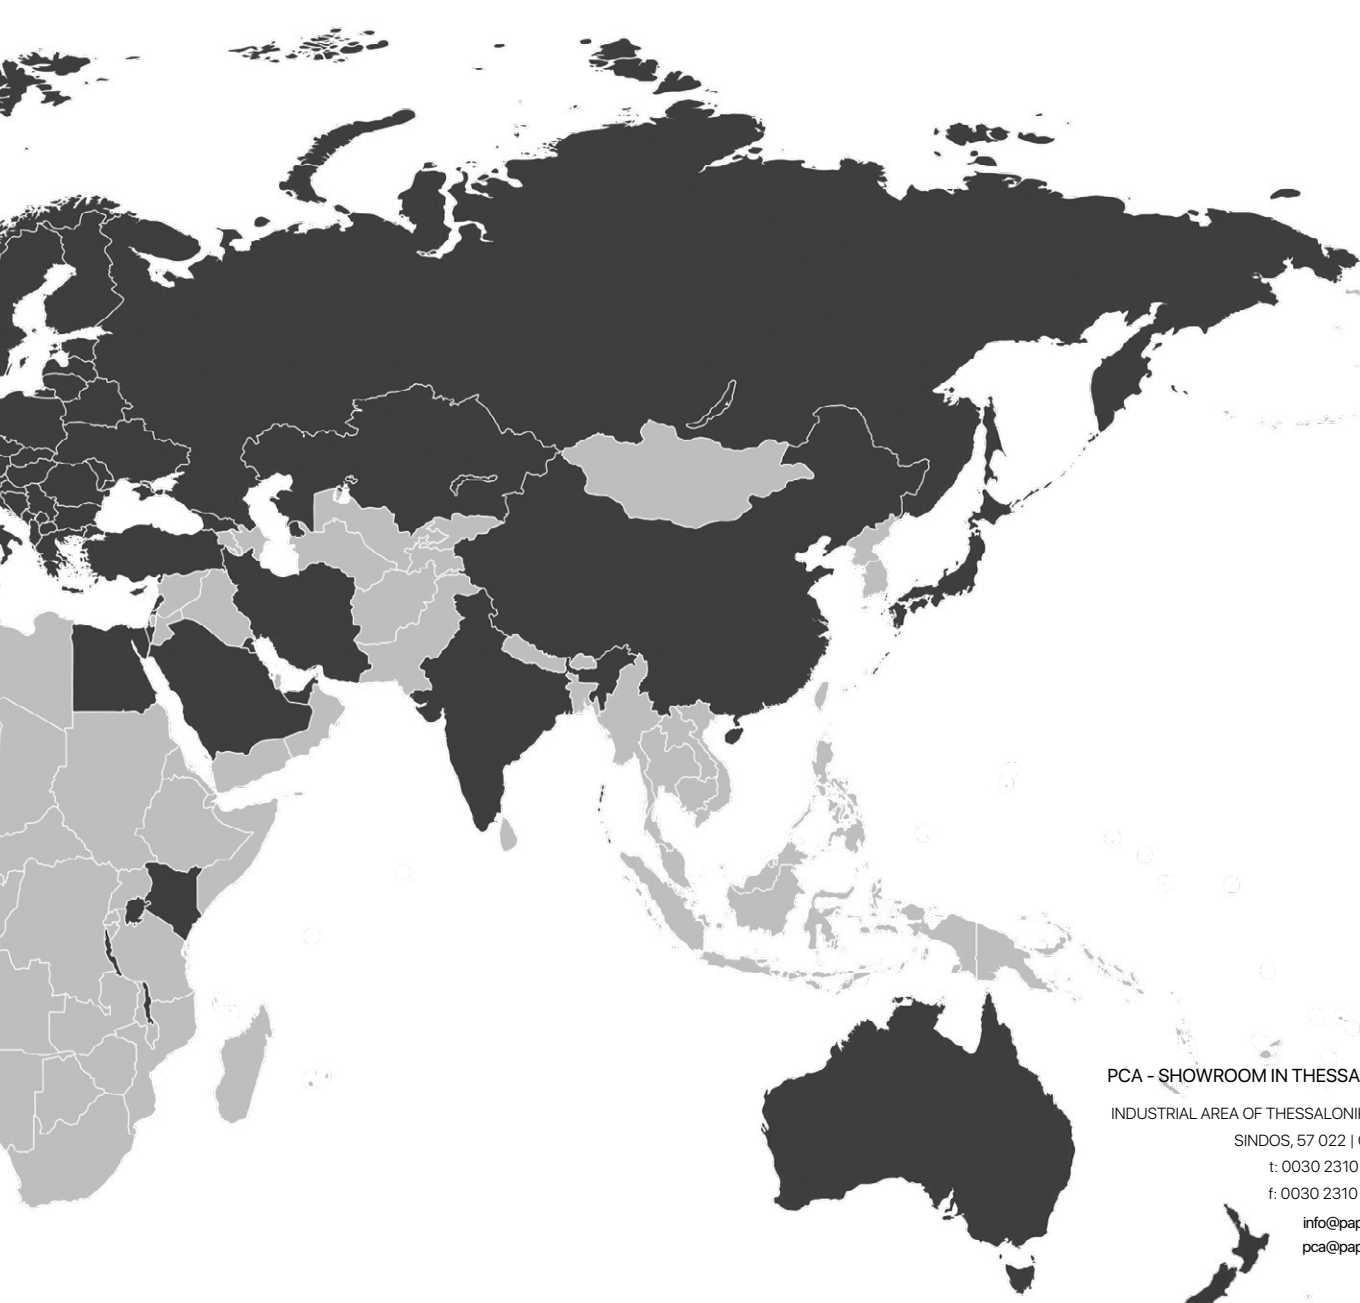 PCA - SHOWROOM IN THESSA
INDUSTRIAL AREA OF THESSALONI
SINDOS, 57 022 |
t: 0030 2310
f: 0030 2310
info@pap
pca@pap